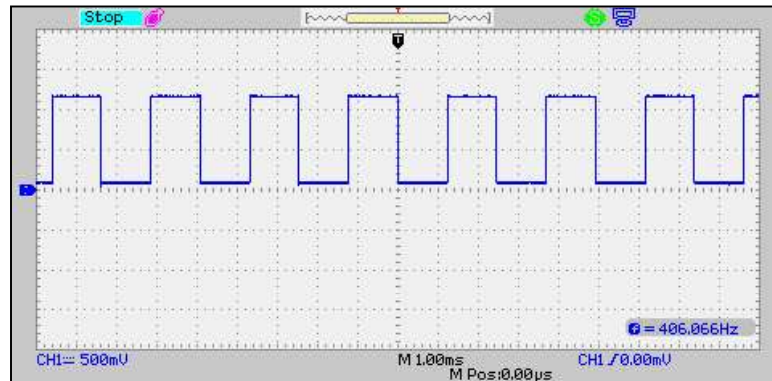 Stop
T
f = 406.066Hz
CH1 500mV M 1.00ms CH1 0.00mV
M Pos:0.00µs